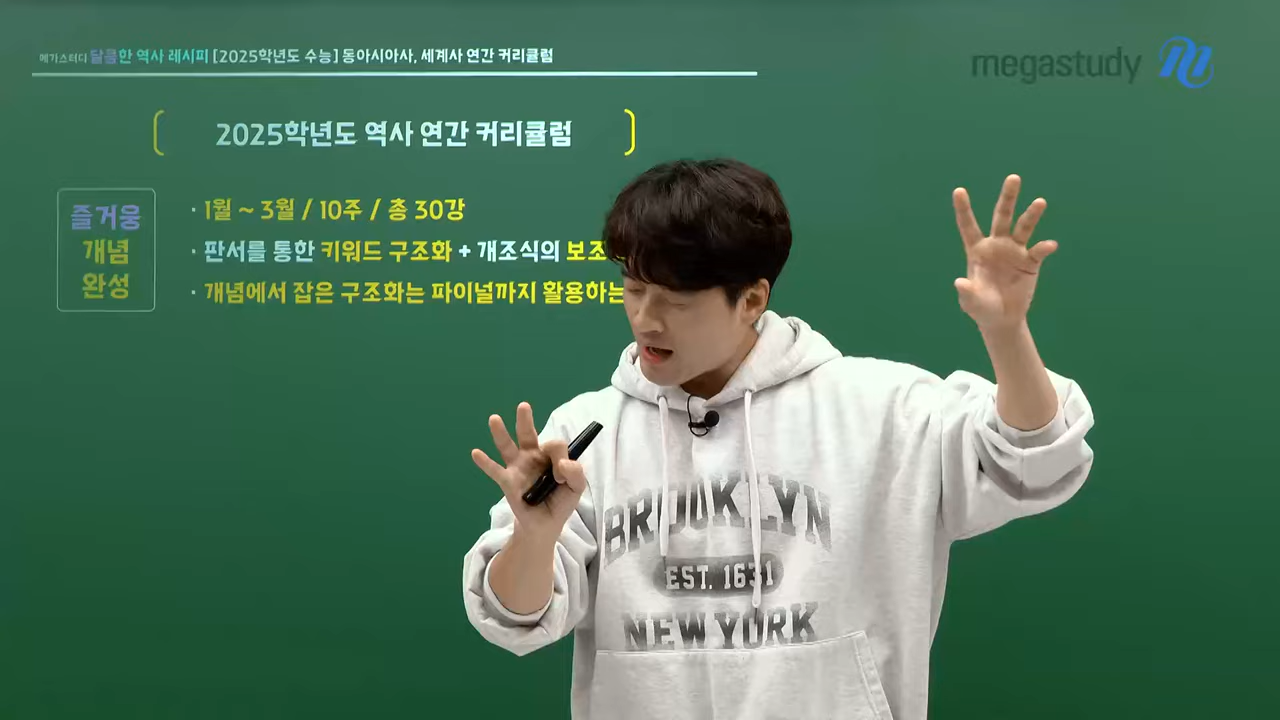 메가스터디 달콤한 역사 레시피 [2025학년도 수능] 동아시아사, 세계사 연간 커리큘럼
megastudy
2025학년도 역사 연간 커리큘럼
즐거웅
개념
완성
· 1월 ~ 3월 / 10주 / 총 30강
· 판서를 통한 키워드 구조화 + 개조식의 보조
· 개념에서 잡은 구조화는 파이널까지 활용하는
BROOKLYN
EST. 1631
NEW YORK